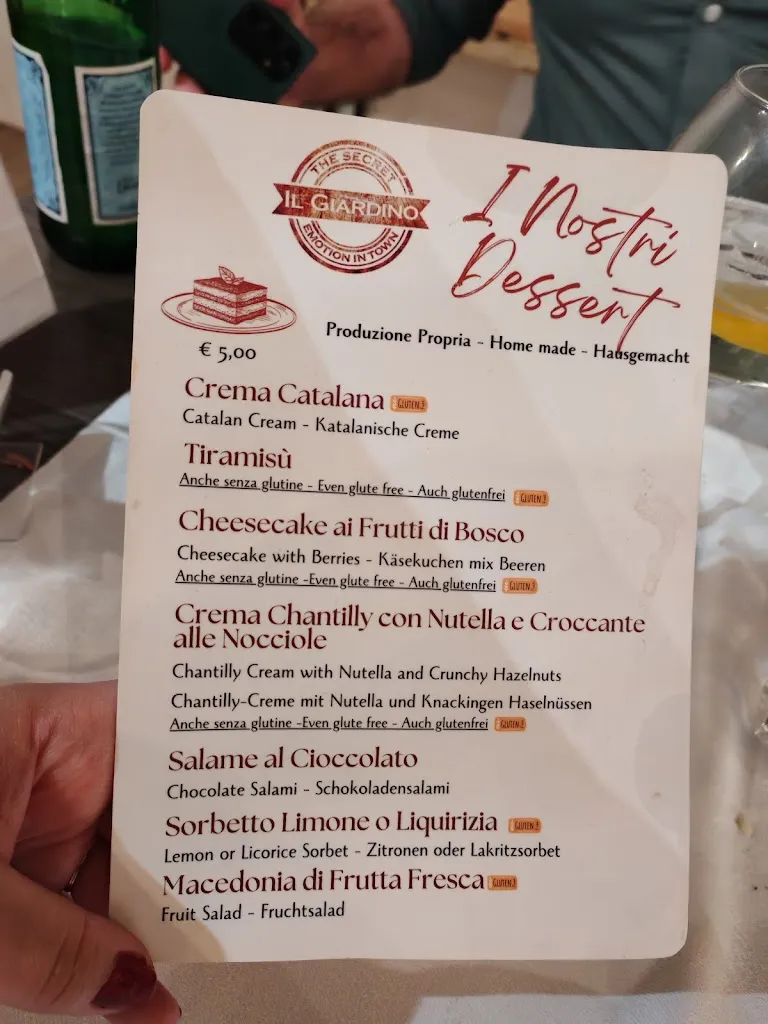 THE SECRET
IL GIARDINO
EMOTION IN TOWN
I Nostri
Dessert
Produzione Propria - Home made - Hausgemacht
€ 5,00
Crema Catalana
Catalan Cream - Katalanische Creme
Tiramisù
Anche senza glutine - Even glute free - Auch glutenfrei
Cheesecake ai Frutti di Bosco
Cheesecake with Berries - Käsekuchen mix Beeren
Anche senza glutine -Even glute free - Auch glutenfrei
Crema Chantilly con Nutella e Croccante
alle Nocciole
Chantilly Cream with Nutella and Crunchy Hazelnuts
Chantilly-Creme mit Nutella und Knackingen Haselnüssen
Anche senza glutine -Even glute free - Auch glutenfrei
Salame al Cioccolato
Chocolate Salami - Schokoladensalami
Sorbetto Limone o Liquirizia
Lemon or Licorice Sorbet - Zitronen oder Lakritzsorbet
Macedonia di Frutta Fresca
Fruit Salad - Fruchtsalad